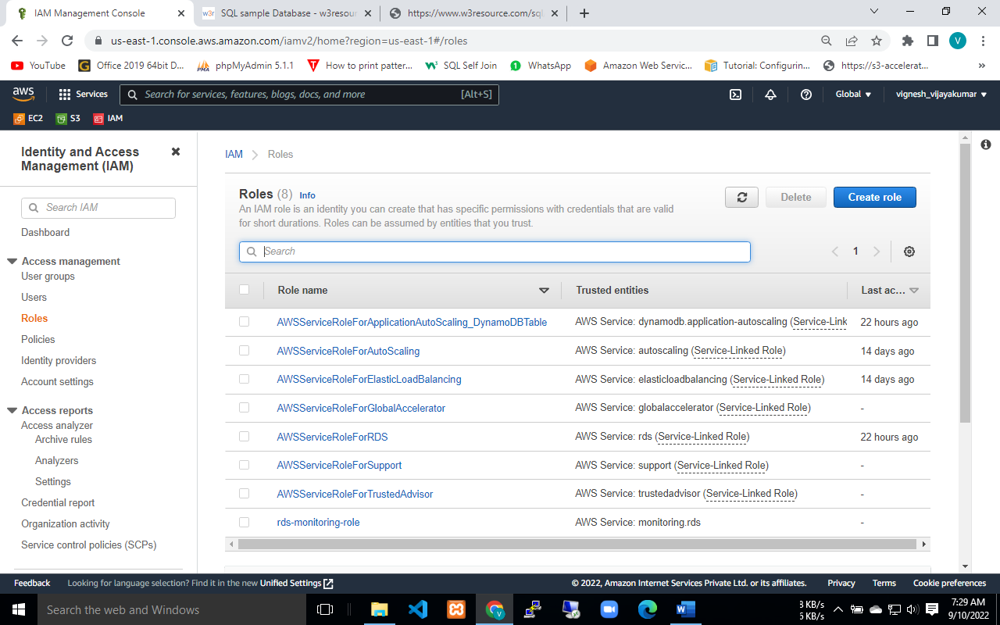 IAM Management Console
w3r
SQL sample Database - w3resour
https://www.w3resource.com/sql
us-east-1.console.aws.amazon.com/iamv2/home?region=us-east-1#/roles
V
YouTube
G
Office 2019 64bit D...
PMA
phpMyAdmin 5.1.1
How to print patter...
SQL Self Join
1
WhatsApp
Amazon Web Servic...
Tutorial: Configurin...
https://s3-accelerat...
»
aws
Services
Search for services, features, blogs, docs, and more
[Alt+S]
Global
vignesh_vijayakumar
EC2
S3
IAM
Identity and Access
Management (IAM)
Search IAM
Dashboard
Access management
User groups
Users
Roles
Policies
Identity providers
Account settings
Access reports
Access analyzer
Archive rules
Analyzers
Settings
Credential report
Organization activity
Service control policies (SCPs)
IAM
Roles
Roles (8) Info
An IAM role is an identity you can create that has specific permissions with credentials that are valid
for short durations. Roles can be assumed by entities that you trust.
Delete
Create role
Search
1
Role name
Trusted entities
Last ac...
AWSServiceRoleForApplicationAutoScaling_DynamoDBTable
AWS Service: dynamodb.application-autoscaling (Service-Link
22 hours ago
AWSServiceRoleForAutoScaling
AWS Service: autoscaling (Service-Linked Role)
14 days ago
AWSServiceRoleForElasticLoadBalancing
AWS Service: elasticloadbalancing (Service-Linked Role)
14 days ago
AWSServiceRoleForGlobalAccelerator
AWS Service: globalaccelerator (Service-Linked Role)
-
AWSServiceRoleForRDS
AWS Service: rds (Service-Linked Role)
22 hours ago
AWSServiceRoleForSupport
AWS Service: support (Service-Linked Role)
-
AWSServiceRoleForTrustedAdvisor
AWS Service: trustedadvisor (Service-Linked Role)
-
rds-monitoring-role
AWS Service: monitoring.rds
-
Feedback
Looking for language selection? Find it in the new Unified Settings
© 2022, Amazon Internet Services Private Ltd. or its affiliates.
Privacy
Terms
Cookie preferences
Search the web and Windows
KB/s
KB/s
7:29 AM
9/10/2022